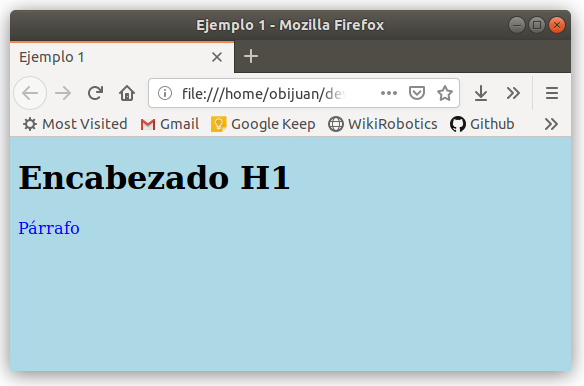 Ejemplo 1 - Mozilla Firefox
Ejemplo 1
file:///home/obijuan/de
Most Visited Gmail Google Keep WikiRobotics Github
Encabezado H1
Párrafo